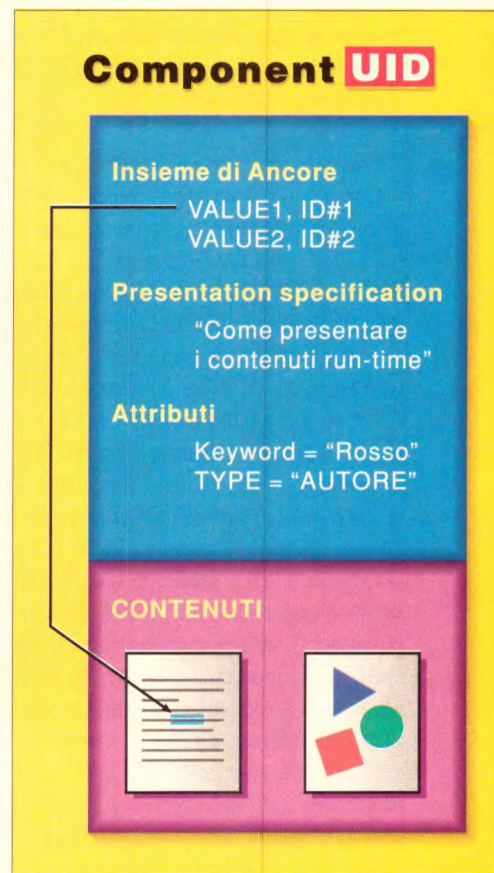 Component UID
Insieme di Ancore
VALUE1, ID#1
VALUE2, ID#2
Presentation specification
“Come presentare
i contenuti run-time”
Attributi
Keyword = “Rosso”
TYPE = “AUTORE”
CONTENUTI